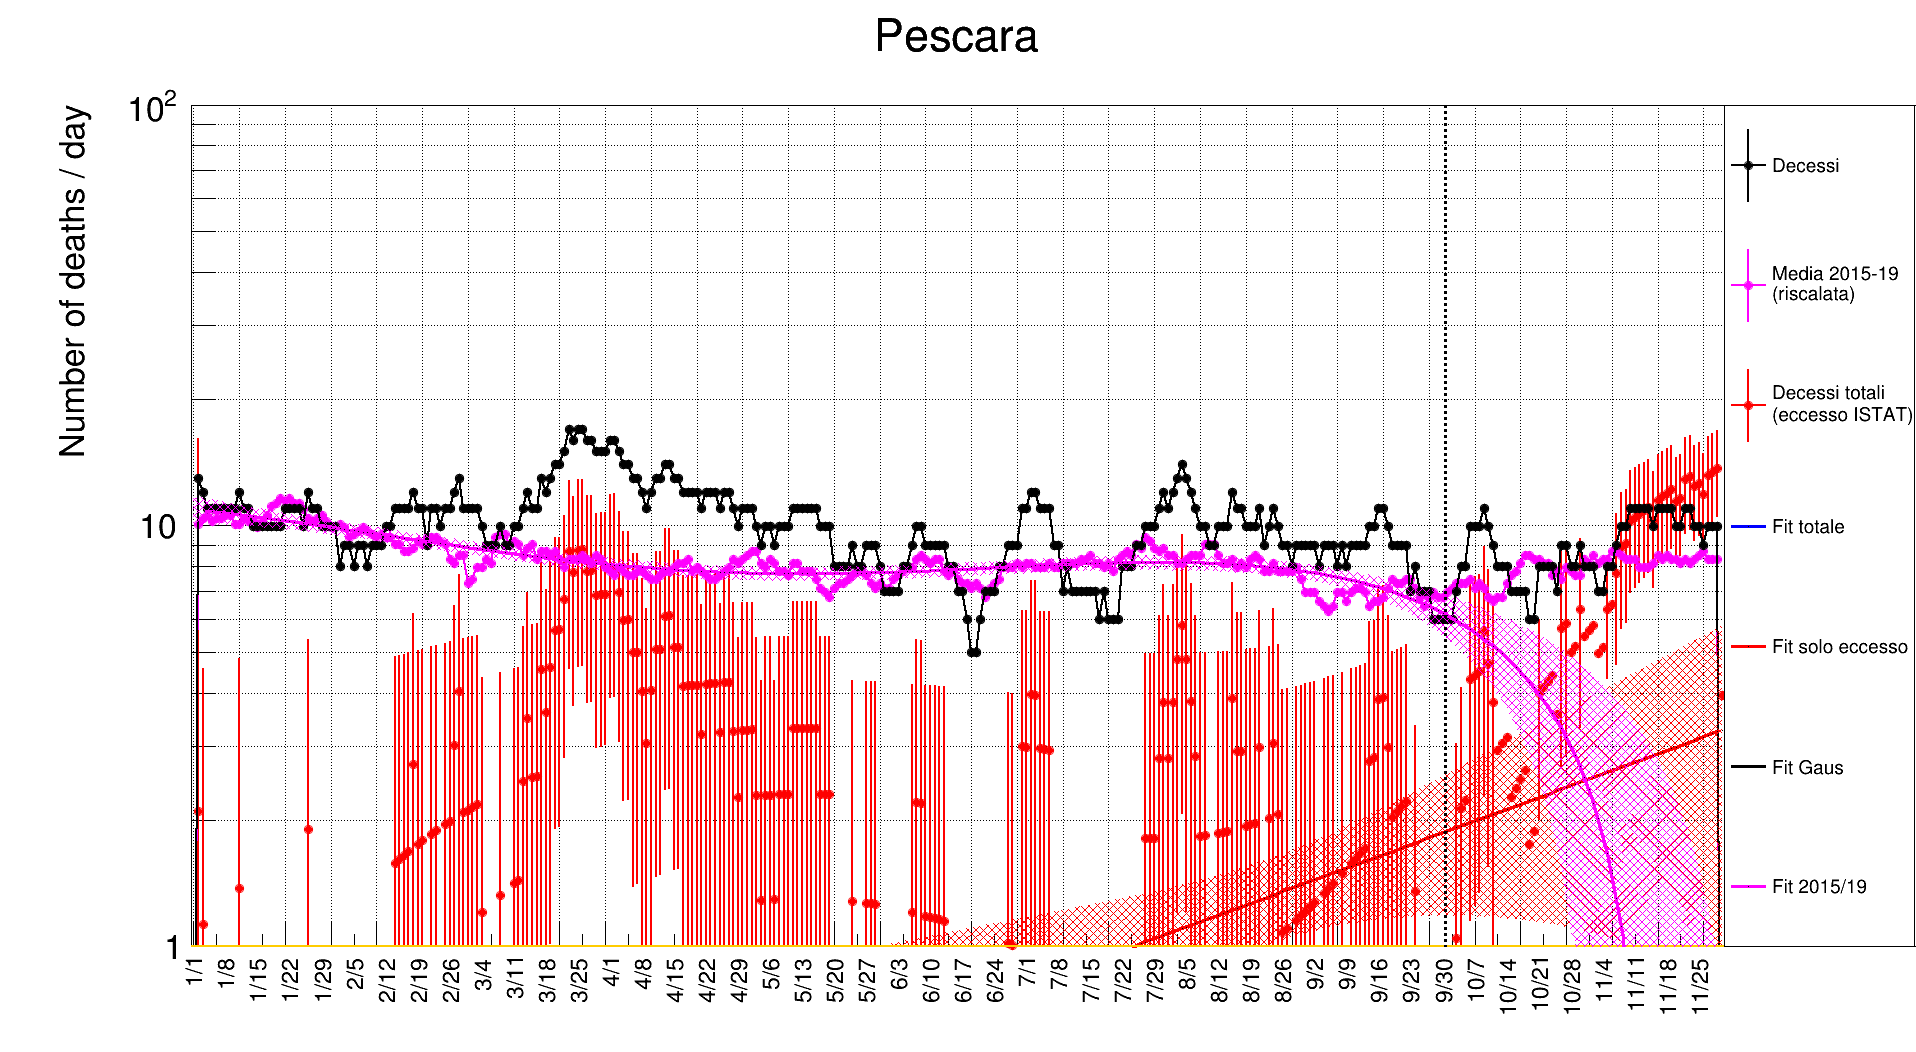 Pescara
Number of deaths / day
10²
10
1
1/1 1/8 1/15 1/22 1/29 2/5 2/12 2/19 2/26 3/4 3/11 3/18 3/25 4/1 4/8 4/15 4/22 4/29 5/6 5/13 5/20 5/27 6/3 6/10 6/17 6/24 7/1 7/8 7/15 7/22 7/29 8/5 8/12 8/19 8/26 9/2 9/9 9/16 9/23 9/30 10/7 10/14 10/21 10/28 11/4 11/11 11/18 11/25
Decessi
Media 2015-19
(riscalata)
Decessi totali
(eccesso ISTAT)
Fit totale
Fit solo eccesso
Fit Gaus
Fit 2015/19